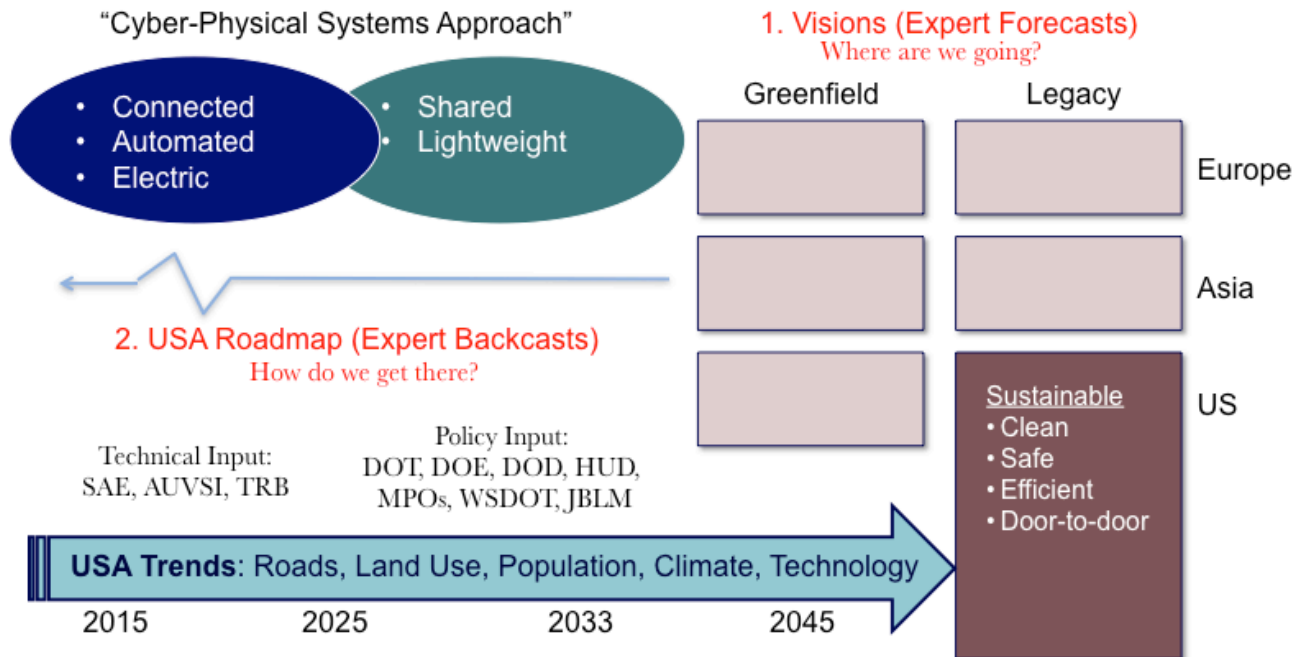 “Cyber-Physical Systems Approach”
• Connected
• Automated
• Electric
• Shared
• Lightweight
1. Visions (Expert Forecasts)
Where are we going?
Greenfield
Legacy
Europe
Asia
US
2. USA Roadmap (Expert Backcasts)
How do we get there?
Technical Input:
SAE, AUVSI, TRB
Policy Input:
DOT, DOE, DOD, HUD,
MPOs, WSDOT, JBLM
Sustainable
• Clean
• Safe
• Efficient
• Door-to-door
USA Trends: Roads, Land Use, Population, Climate, Technology
2015
2025
2033
2045